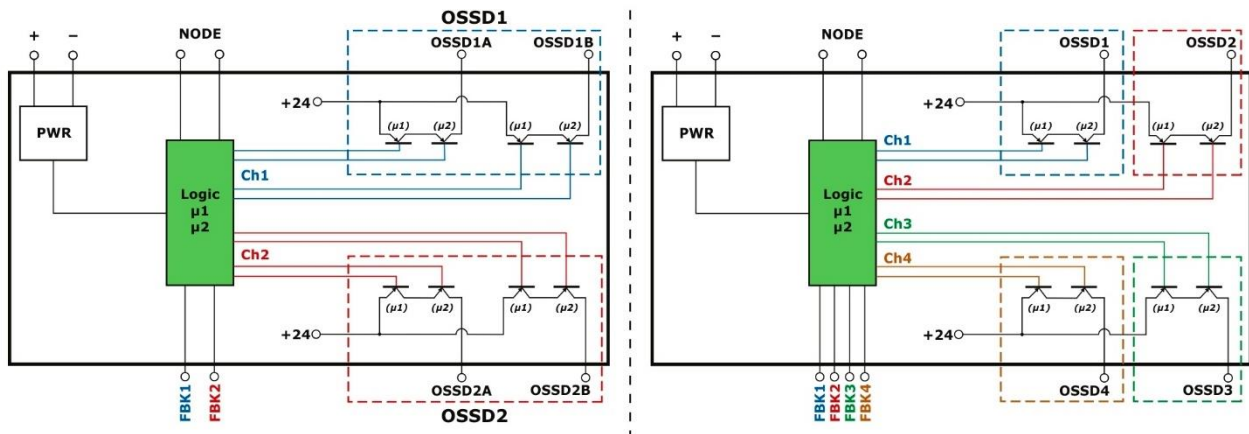 OSSD1
+ − NODE OSSD1A OSSD1B
+24
(µ1) (µ2) (µ1) (µ2)
PWR
Ch1
Logic
µ1
µ2
Ch2
(µ1) (µ2) (µ1) (µ2)
+24
FBK1 FBK2 OSSD2A OSSD2B
OSSD2
+ − NODE OSSD1 OSSD2
+24
(µ1) (µ2) (µ1) (µ2)
PWR
Ch1
Logic
µ1
µ2
Ch2
Ch3
Ch4
(µ1) (µ2) (µ1) (µ2)
+24
FBK1 FBK2 FBK3 FBK4 OSSD4 OSSD3